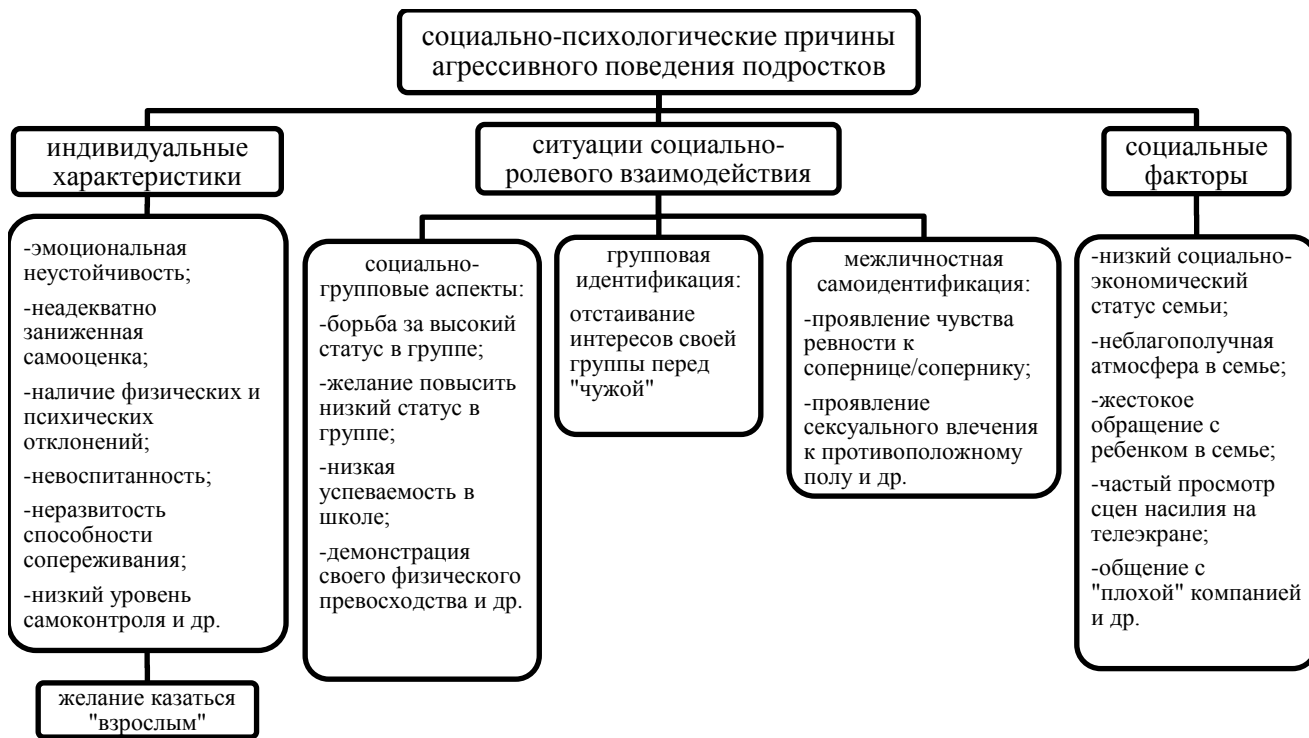 социально-психологические причины
агрессивного поведения подростков
индивидуальные
характеристики
-эмоциональная
неустойчивость;
-неадекватно
заниженная
самооценка;
-наличие физических и
психических
отклонений;
-невоспитанность;
-неразвитость
способности
сопереживания;
-низкий уровень
самоконтроля и др.
желание казаться
"взрослым"
ситуации социально-
ролевого взаимодействия
социально-
групповые аспекты:
-борьба за высокий
статус в группе;
-желание повысить
низкий статус в
группе;
-низкая
успеваемость в
школе;
-демонстрация
своего физического
превосходства и др.
групповая
идентификация:
отстаивание
интересов своей
группы перед
"чужой"
межличностная
самоидентификация:
-проявление чувства
ревности к
сопернице/сопернику;
-проявление
сексуального влечения
к противоположному
полу и др.
социальные
факторы
-низкий социально-
экономический
статус семьи;
-неблагополучная
атмосфера в семье;
-жестокое
обращение с
ребенком в семье;
-частый просмотр
сцен насилия на
телеэкране;
-общение с
"плохой" компанией
и др.